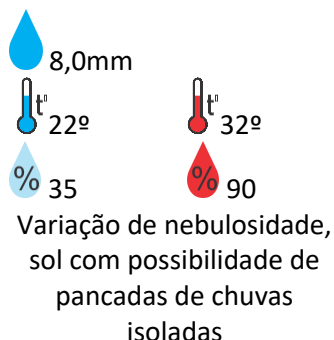 8,0mm
t° 22º t° 32º
% 35 % 90
Variação de nebulosidade,
sol com possibilidade de
pancadas de chuvas
isoladas